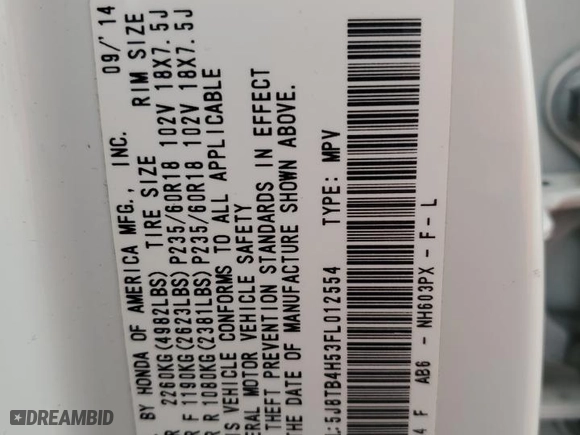 BY HONDA OF AMERICA MFG., INC. 09/'14
TIRE SIZE RIM SIZE
2260KG(4982LBS)
F 1190KG(2623LBS) P235/60R18 102V 18X7.5J
R 1080KG(2381LBS) P235/60R18 102V 18X7.5J
IS VEHICLE CONFORMS TO ALL APPLICABLE
ERAL MOTOR VEHICLE SAFETY
THEFT PREVENTION STANDARDS IN EFFECT
THE DATE OF MANUFACTURE SHOWN ABOVE.
:5J8TB4H53FL012554 TYPE: MPV
4 F AB6 - NH603PX - F - L
DREAMBID